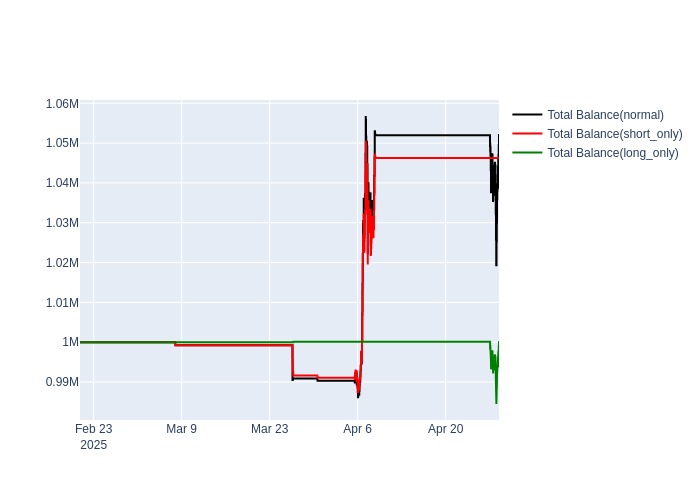 1.06M
1.05M
1.04M
1.03M
1.02M
1.01M
1M
0.99M
Feb 23
2025
Mar 9
Mar 23
Apr 6
Apr 20
Total Balance(normal)
Total Balance(short_only)
Total Balance(long_only)